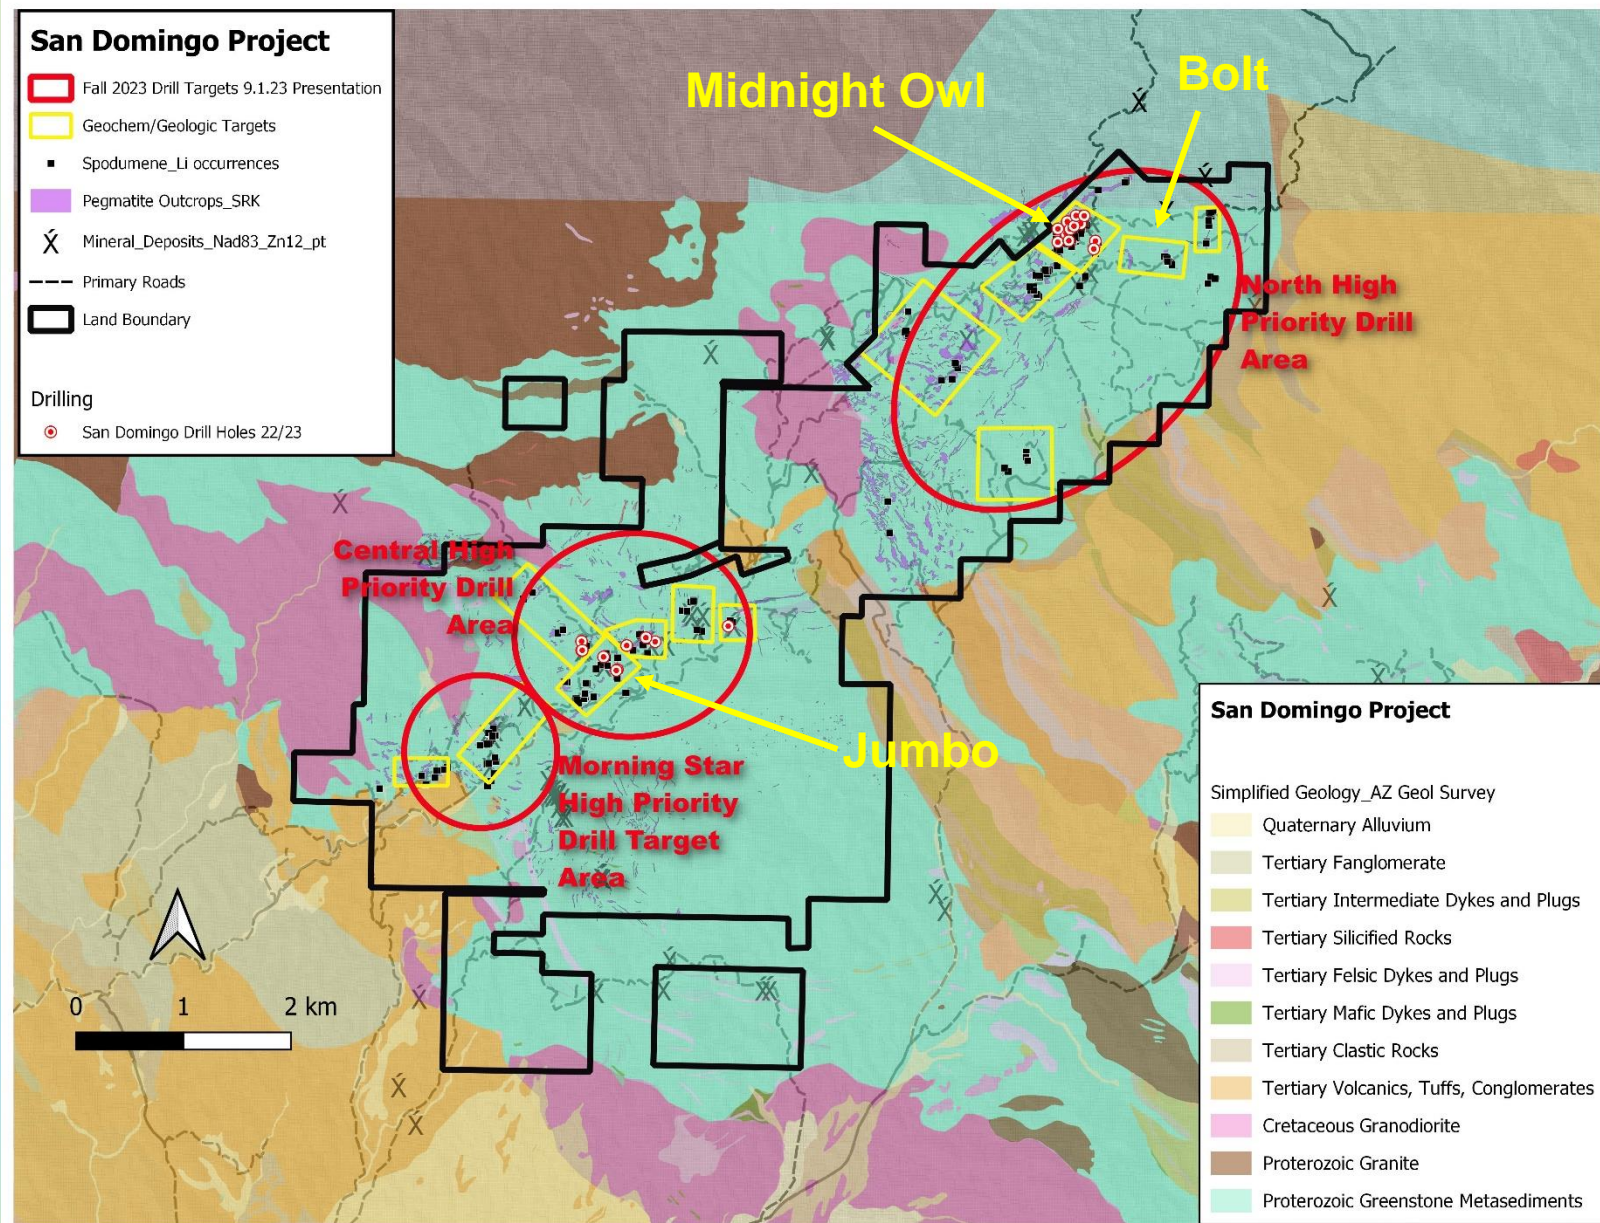 San Domingo Project
Fall 2023 Drill Targets 9.1.23 Presentation
Geochem/Geologic Targets
Spodumene_Li occurrences
Pegmatite Outcrops_SRK
Mineral_Deposits_Nad83_Zn12_pt
Primary Roads
Land Boundary
Drilling
San Domingo Drill Holes 22/23
Midnight Owl
Bolt
North High
Priority Drill
Area
Central High
Priority Drill
Area
Jumbo
Morning Star
High Priority
Drill Target
Area
0 1 2 km
San Domingo Project
Simplified Geology_AZ Geol Survey
Quaternary Alluvium
Tertiary Fanglomerate
Tertiary Intermediate Dykes and Plugs
Tertiary Silicified Rocks
Tertiary Felsic Dykes and Plugs
Tertiary Mafic Dykes and Plugs
Tertiary Clastic Rocks
Tertiary Volcanics, Tuffs, Conglomerates
Cretaceous Granodiorite
Proterozoic Granite
Proterozoic Greenstone Metasediments